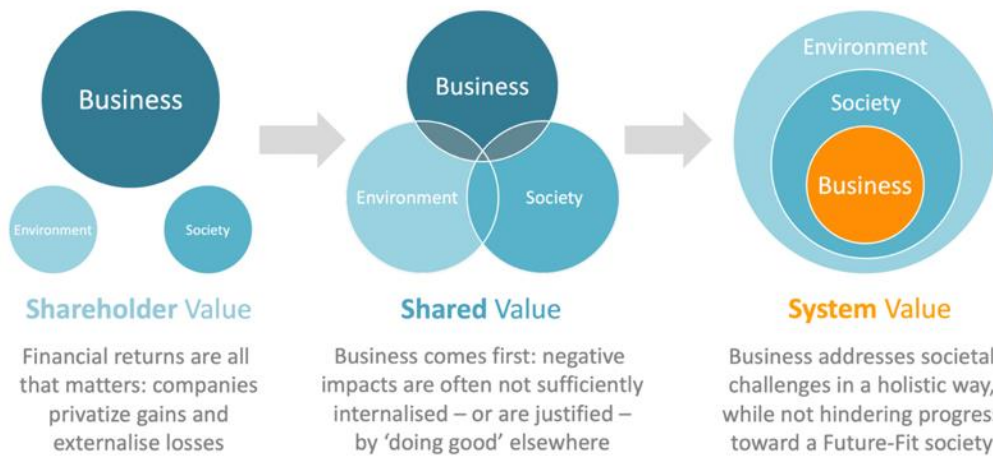 Business
Environment
Society
Shareholder Value
Financial returns are all
that matters: companies
privatize gains and
externalise losses
Business
Environment
Society
Shared Value
Business comes first: negative
impacts are often not sufficiently
internalised – or are justified –
by ‘doing good’ elsewhere
Environment
Society
Business
System Value
Business addresses societal
challenges in a holistic way,
while not hindering progress
toward a Future-Fit society